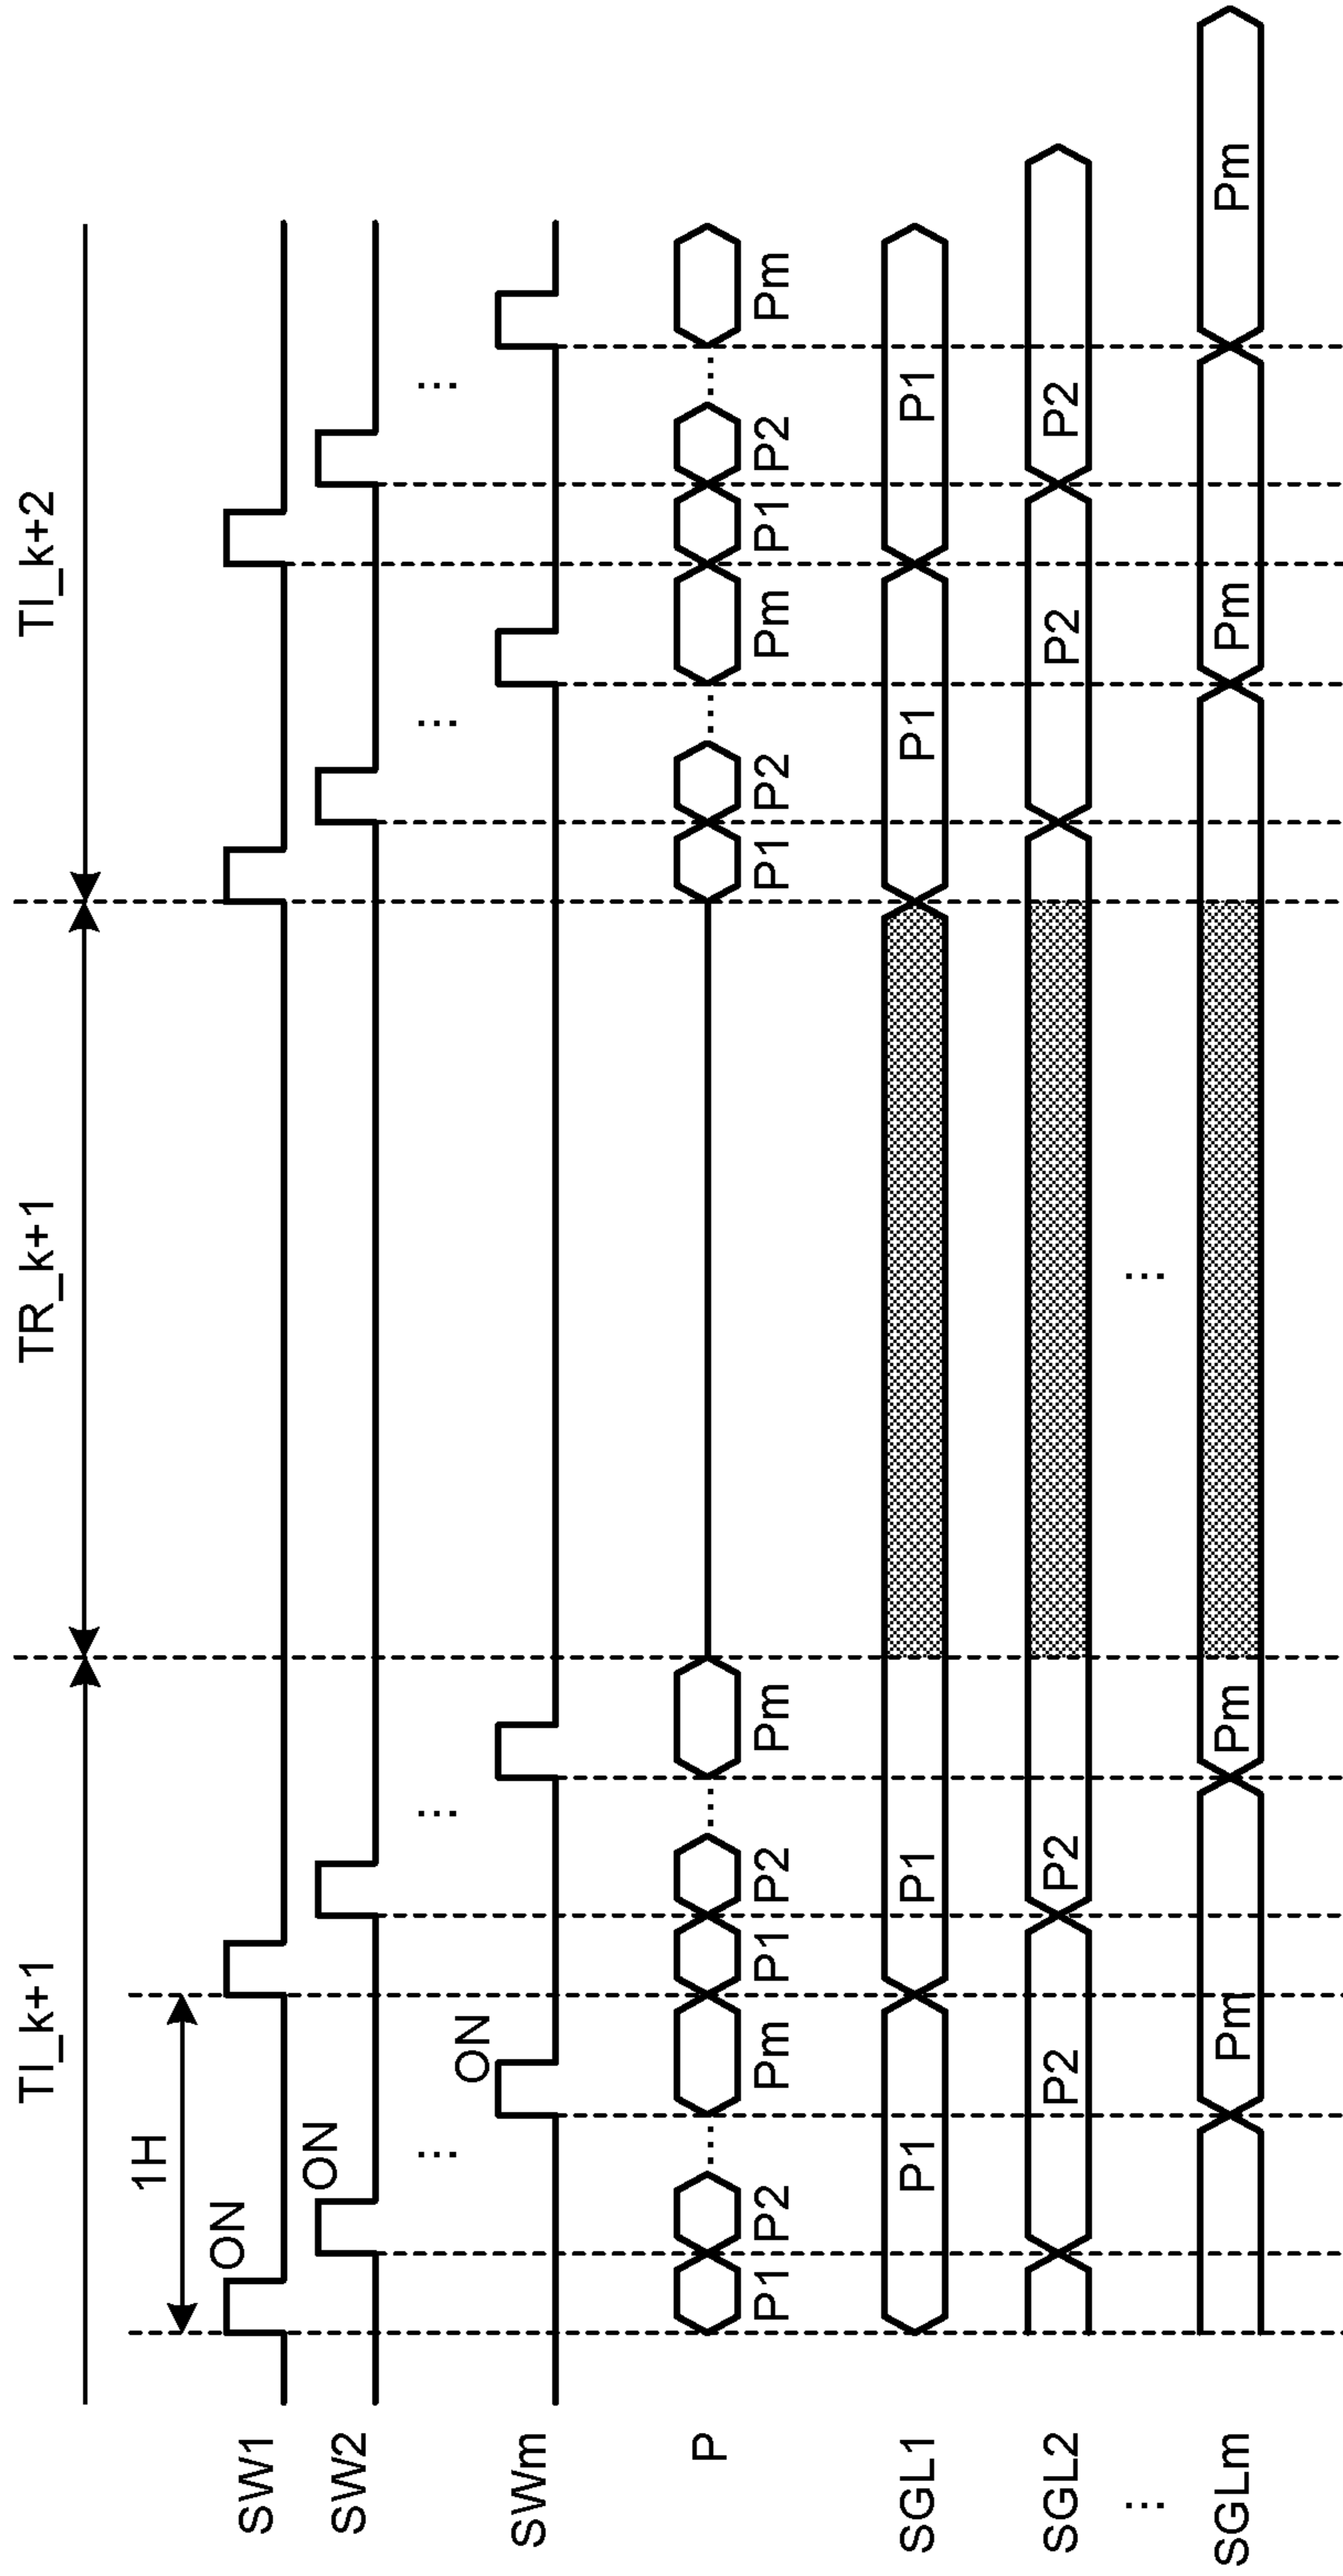 TI_k+1 TR_k+1 TI_k+2
1H
SW1 ON
SW2 ON ... ... ...
SWm ON
P P1 P2 ... Pm P1 P2 ... Pm P1 P2 ... Pm P1 P2 ... Pm
SGL1 P1 P1 P1 P1
SGL2 P2 P2 P2 P2
... ...
SGLm Pm Pm Pm Pm